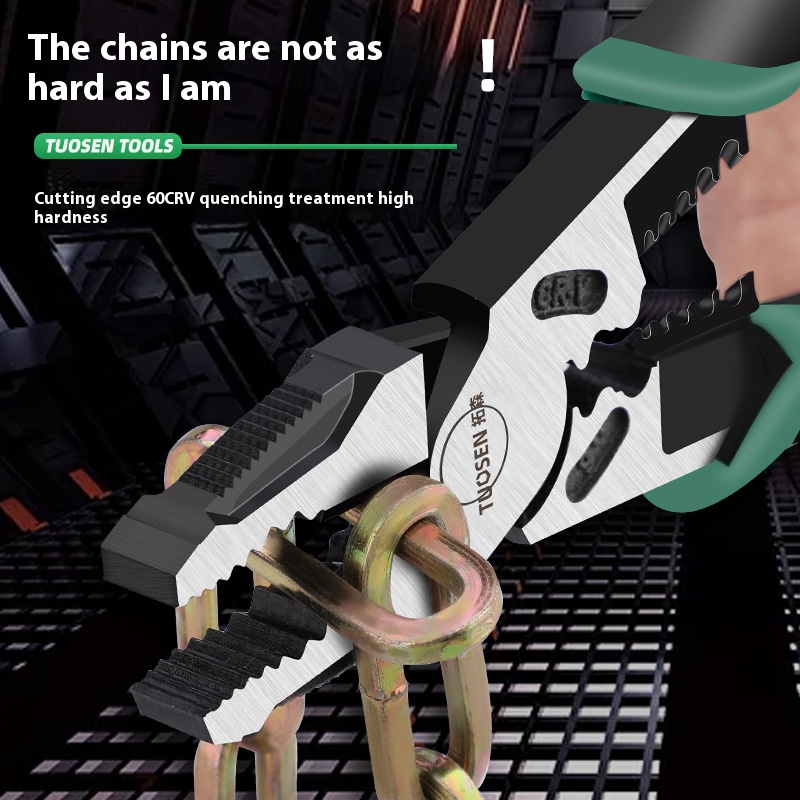 The chains are not as
hard as I am
!
TUOSEN TOOLS
Cutting edge 60CRV quenching treatment high
hardness
CR-V
TUOSEN 拓森